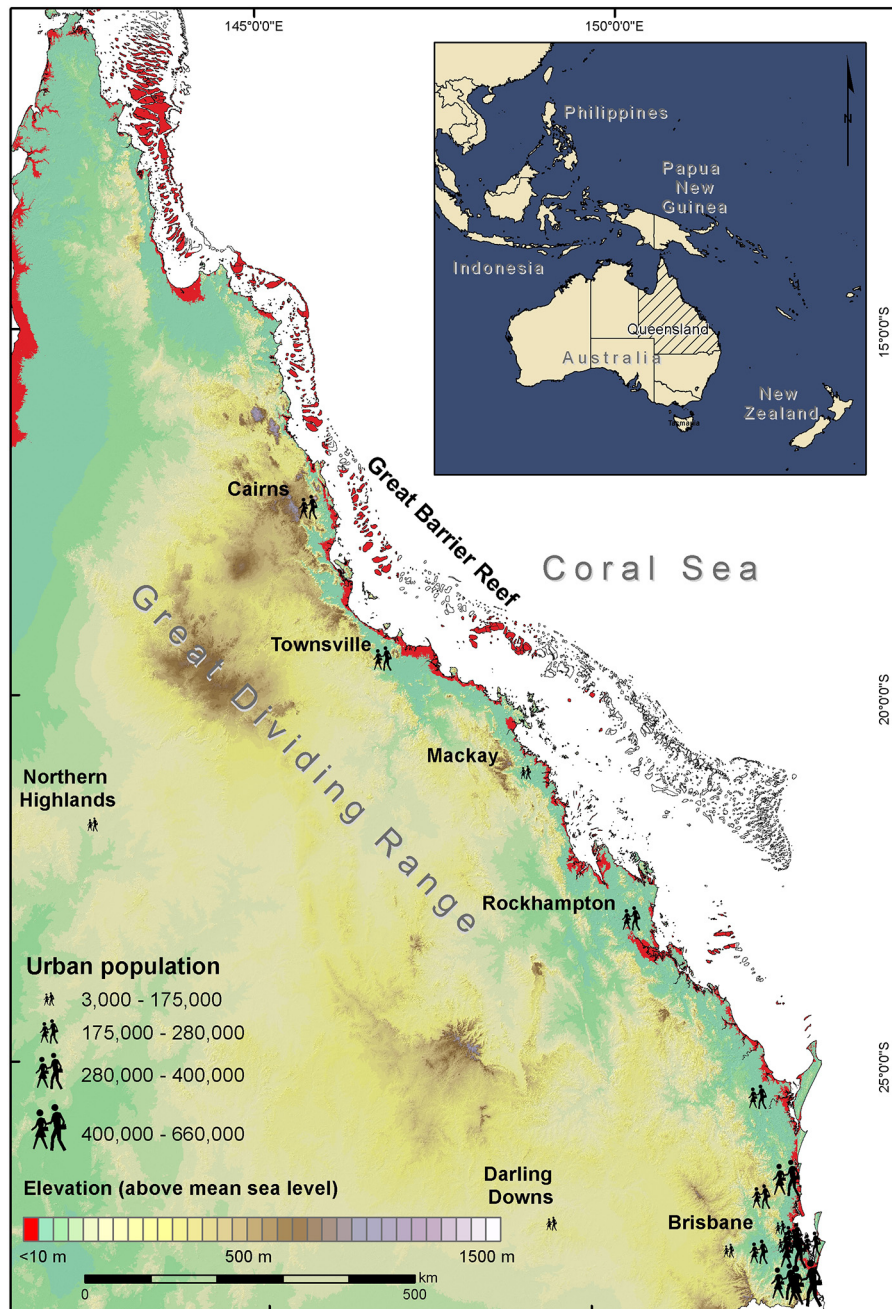 145°0'0"E
150°0'0"E
N
Philippines
Papua
New
Guinea
Indonesia
Queensland
Australia
New
Zealand
Tasmania
15°0'0"S
Cairns
Great Barrier Reef
Coral Sea
Great Dividing Range
Townsville
20°0'0"S
Mackay
Northern
Highlands
Rockhampton
Urban population
3,000 - 175,000
175,000 - 280,000
280,000 - 400,000
400,000 - 660,000
25°0'0"S
Darling
Downs
Brisbane
Elevation (above mean sea level)
<10 m
500 m
1500 m
0
500
km